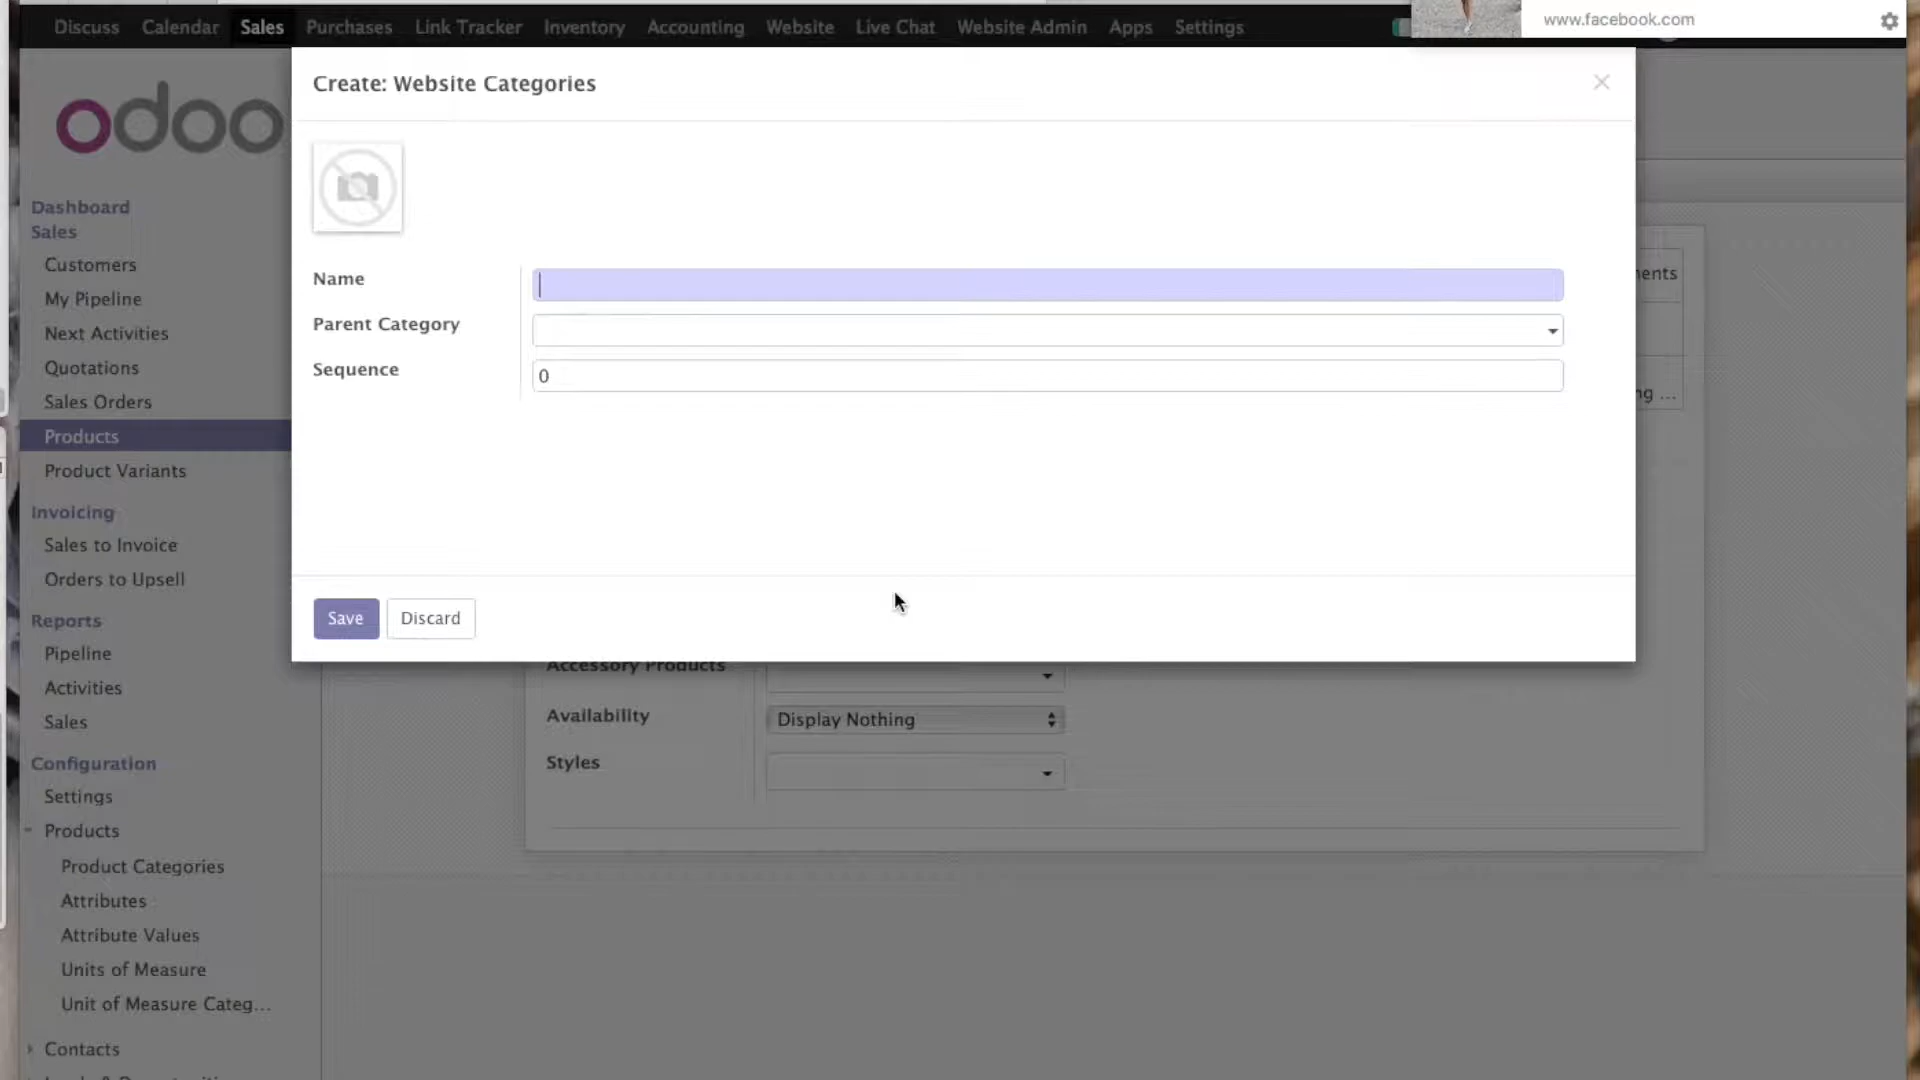 Discuss Calendar Sales Purchases Link Tracker Inventory Accounting Website Live Chat Website Admin Apps Settings
www.facebook.com
Create: Website Categories
×
odoo
Name
Parent Category
Sequence
0
Save
Discard
Dashboard
Sales
Customers
My Pipeline
Next Activities
Quotations
Sales Orders
Products
Product Variants
Invoicing
Sales to Invoice
Orders to Upsell
Reports
Pipeline
Activities
Sales
Configuration
Settings
Products
Product Categories
Attributes
Attribute Values
Units of Measure
Unit of Measure Categ...
Contacts
ents
ng ...
Accessory Products
Availability
Display Nothing
Styles